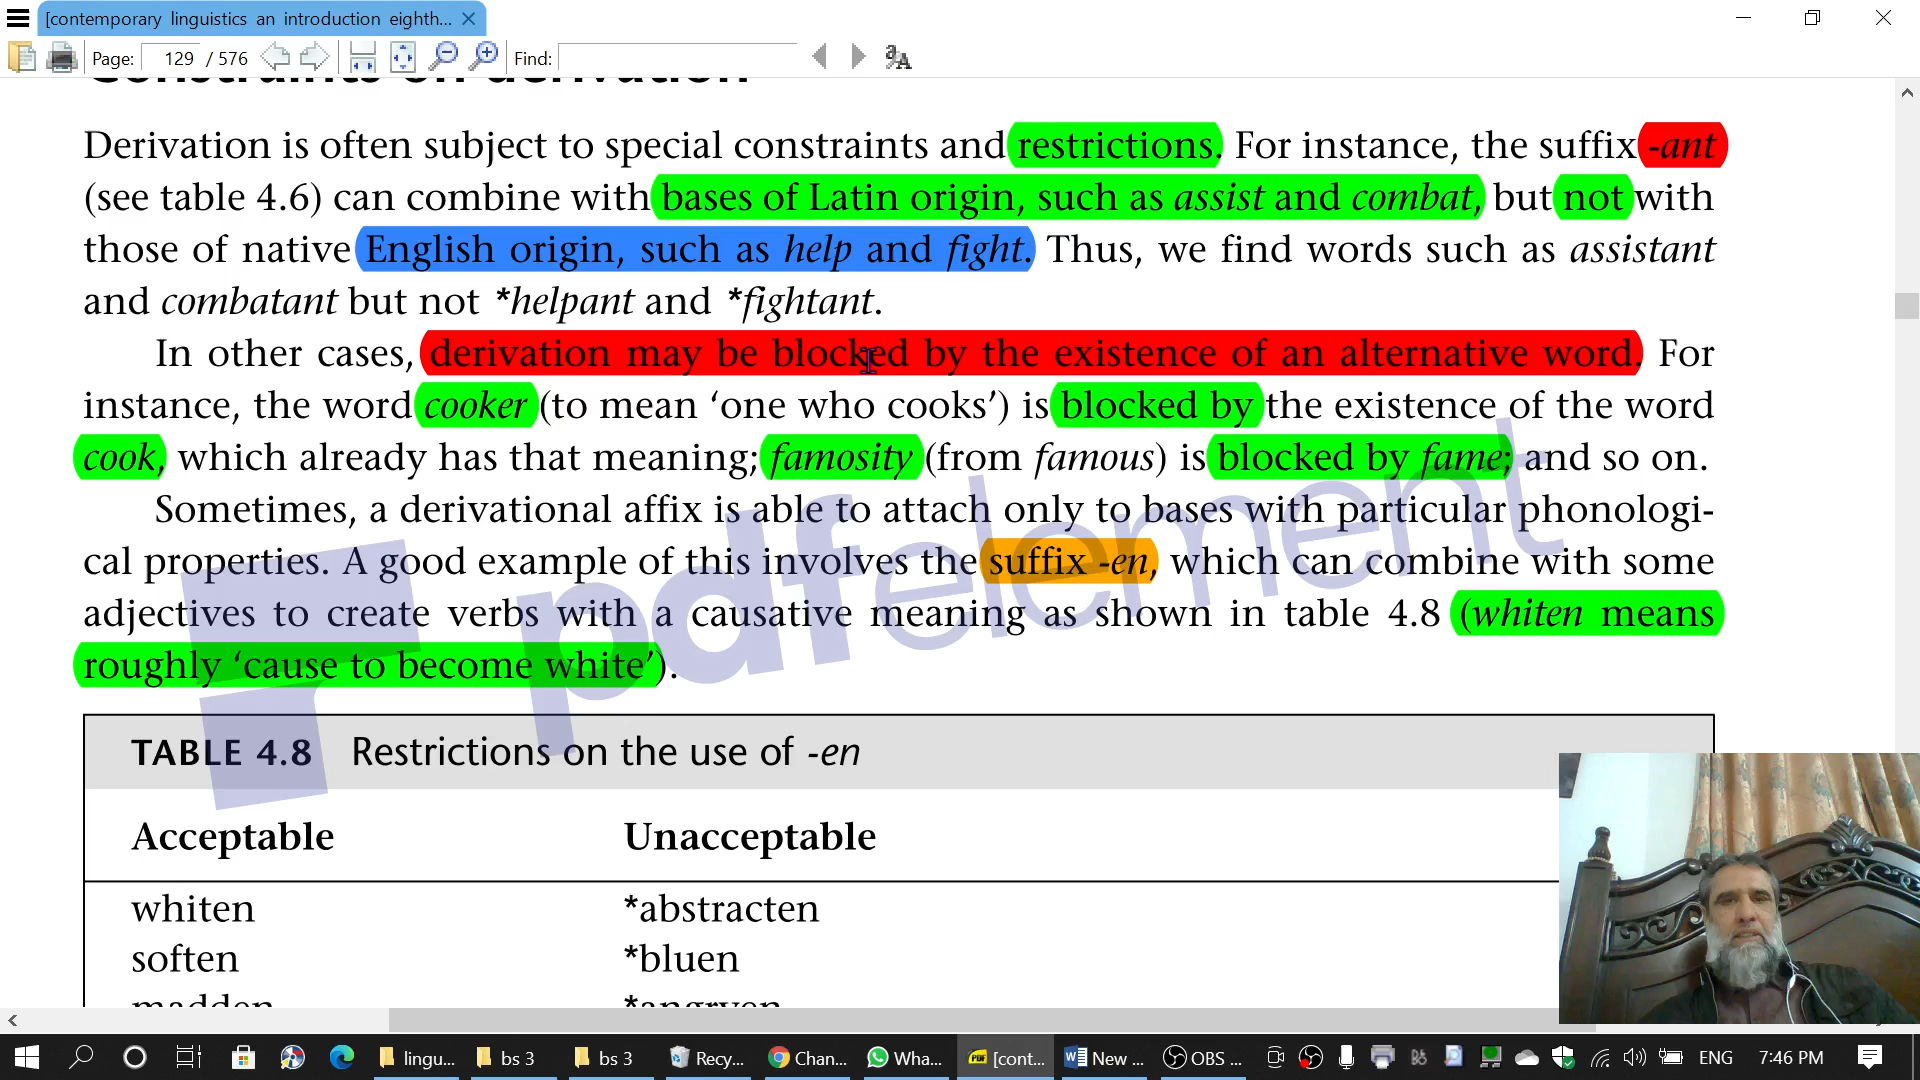 [contemporary linguistics an introduction eighth...
Page: 129 / 576 Find:
Constraints on derivation
Derivation is often subject to special constraints and restrictions. For instance, the suffix -ant
(see table 4.6) can combine with bases of Latin origin, such as assist and combat, but not with
those of native English origin, such as help and fight. Thus, we find words such as assistant
and combatant but not *helpant and *fightant.
In other cases, derivation may be blocked by the existence of an alternative word. For
instance, the word cooker (to mean ‘one who cooks’) is blocked by the existence of the word
cook, which already has that meaning; famosity (from famous) is blocked by fame; and so on.
Sometimes, a derivational affix is able to attach only to bases with particular phonologi-
cal properties. A good example of this involves the suffix -en, which can combine with some
adjectives to create verbs with a causative meaning as shown in table 4.8 (whiten means
roughly ‘cause to become white’).
pdfelement
TABLE 4.8 Restrictions on the use of -en
Acceptable Unacceptable
whiten *abstracten
soften *bluen
madden *angryen
lingu... bs 3 bs 3 Recy... Chan... Wha... [cont... New ... OBS ... ENG 7:46 PM